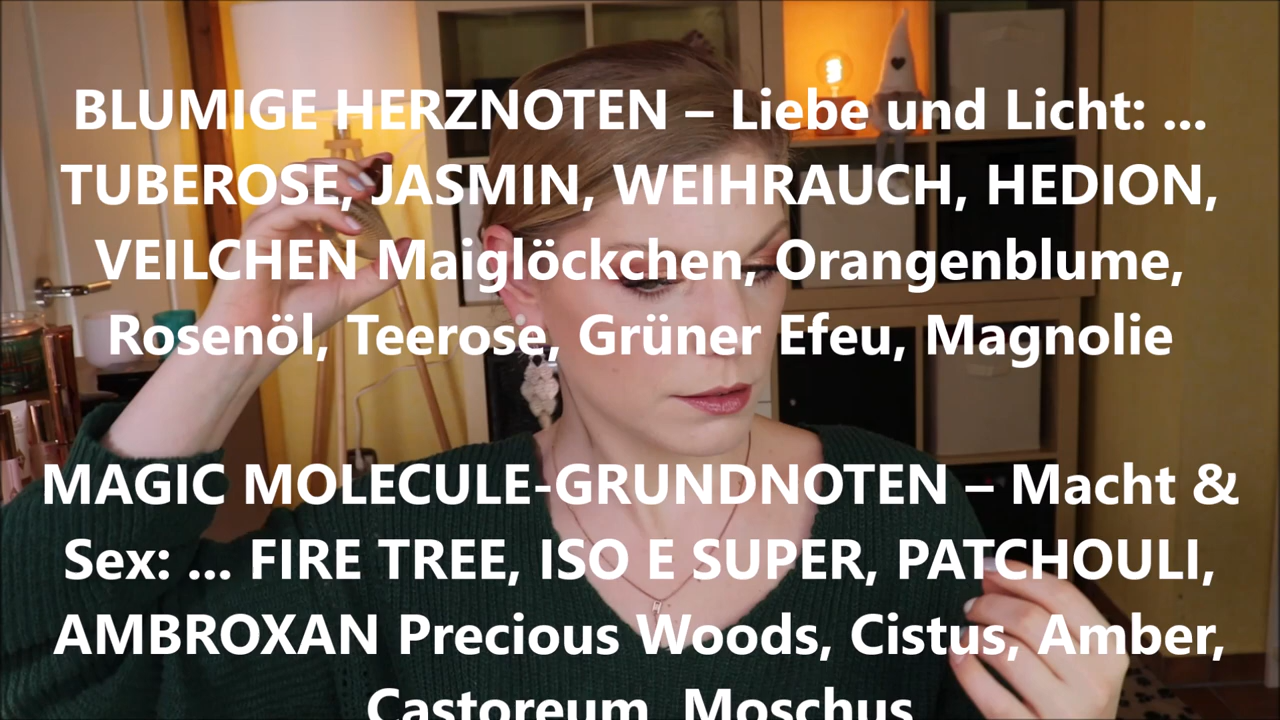 BLUMIGE HERZNOTEN – Liebe und Licht: ...
TUBEROSE, JASMIN, WEIHRAUCH, HEDION,
VEILCHEN Maiglöckchen, Orangenblume,
Rosenöl, Teerose, Grüner Efeu, Magnolie
MAGIC MOLECULE-GRUNDNOTEN – Macht &
Sex: ... FIRE TREE, ISO E SUPER, PATCHOULI,
AMBROXAN Precious Woods, Cistus, Amber,
Castoreum, Moschus